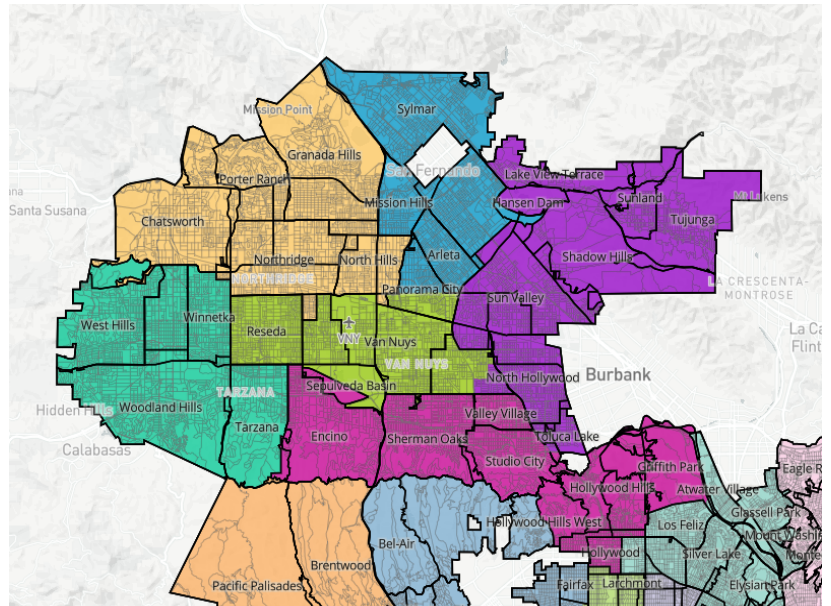 Mission Point
Sylmar
Granada Hills
San Fernando
Porter Ranch
Lake View Terrace
ana
Santa Susana
Mission Hills
Hansen Dam
Sunland
Mt Lukens
Chatsworth
Tujunga
Northridge
North Hills
Arleta
Shadow Hills
NORTHRIDGE
Panorama City
Sun Valley
LA CRESCENTA-
MONTROSE
West Hills
Winnetka
Reseda
VNY
Van Nuys
La Ca
Flint
VAN NUYS
Sepulveda Basin
North Hollywood
Burbank
TARZANA
Hidden Hills
Woodland Hills
Valley Village
Tarzana
Encino
Sherman Oaks
Toluca Lake
Calabasas
Studio City
Griffith Park
Eagle R
Hollywood Hills
Atwater Village
Hollywood Hills West
Glassell Park
Los Feliz
Mount Washi
Bel-Air
Hollywood
Silver Lake
Monte
Brentwood
Pacific Palisades
Fairfax
Larchmont
Elysian Park